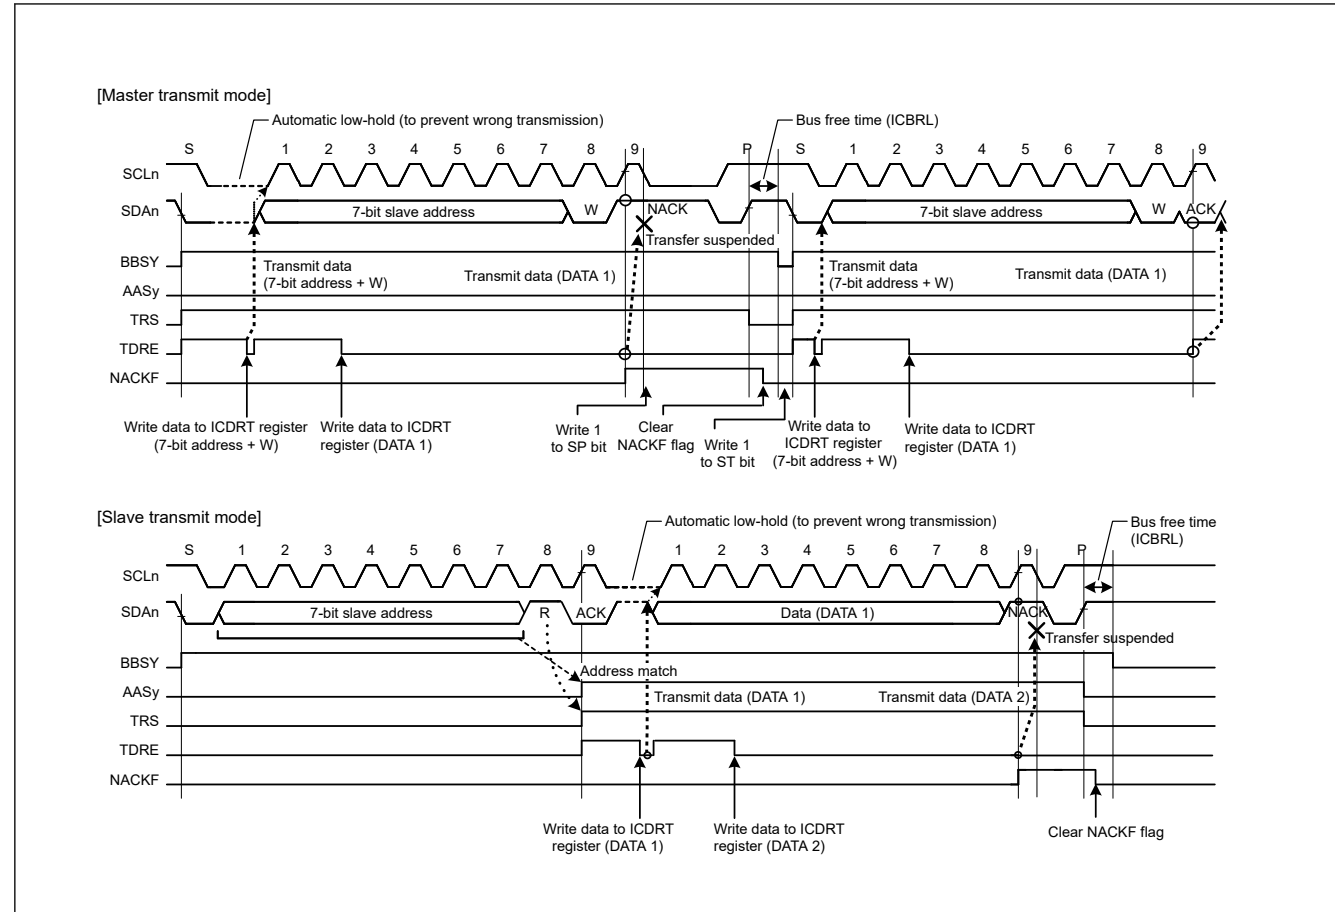 [Master transmit mode]
Automatic low-hold (to prevent wrong transmission)
Bus free time (ICBRL)
S 1 2 3 4 5 6 7 8 9 P S 1 2 3 4 5 6 7 8 9
SCLn
SDAn 7-bit slave address W NACK 7-bit slave address W ACK
Transfer suspended
BBSY
Transmit data
(7-bit address + W)
Transmit data (DATA 1)
Transmit data
(7-bit address + W)
Transmit data (DATA 1)
AASy
TRS
TDRE
NACKF
Write data to ICDRT register
(7-bit address + W)
Write data to ICDRT
register (DATA 1)
Write 1
to SP bit
Clear
NACKF flag
Write 1
to ST bit
Write data to
ICDRT register
(7-bit address + W)
Write data to ICDRT
register (DATA 1)
[Slave transmit mode]
Automatic low-hold (to prevent wrong transmission)
Bus free time
(ICBRL)
S 1 2 3 4 5 6 7 8 9 1 2 3 4 5 6 7 8 9 P
SCLn
SDAn 7-bit slave address R ACK Data (DATA 1) NACK
Transfer suspended
BBSY
Address match
AASy
Transmit data (DATA 1)
Transmit data (DATA 2)
TRS
TDRE
NACKF
Write data to ICDRT
register (DATA 1)
Write data to ICDRT
register (DATA 2)
Clear NACKF flag